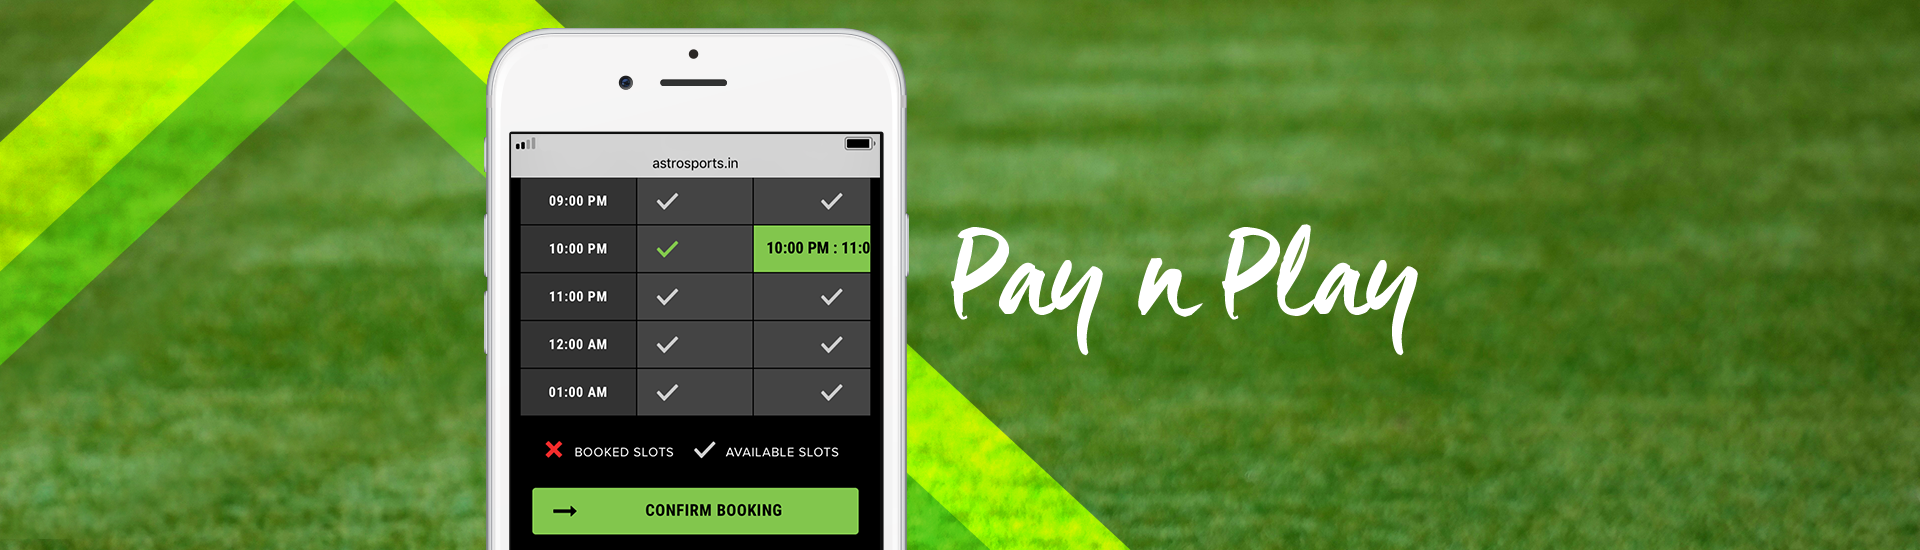 astrosports.in
09:00 PM
10:00 PM 10:00 PM : 11:0
11:00 PM
12:00 AM
01:00 AM
BOOKED SLOTS AVAILABLE SLOTS
CONFIRM BOOKING
Pay n Play